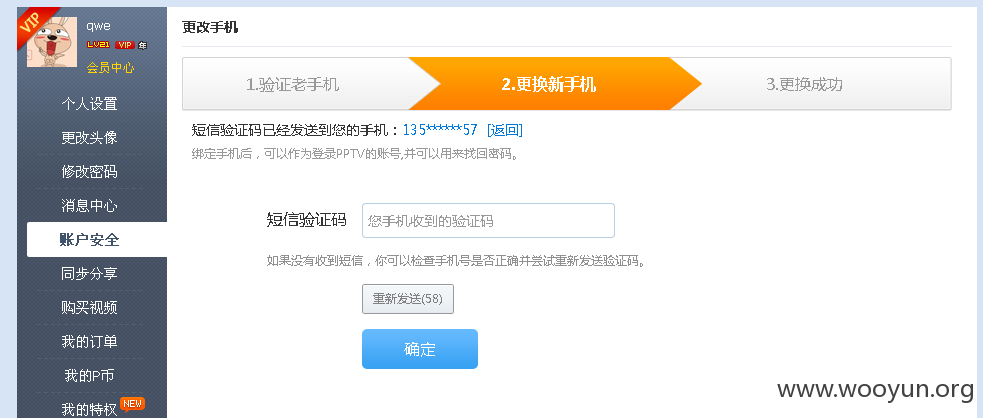 VIP
qwe
LV21 VIP 年
会员中心
个人设置
更改头像
修改密码
消息中心
账户安全
同步分享
购买视频
我的订单
我的P币
我的特权 NEW
更改手机
1.验证老手机
2.更换新手机
3.更换成功
短信验证码已经发送到您的手机：135******57 [返回]
绑定手机后，可以作为登录PPTV的账号,并可以用来找回密码。
短信验证码
您手机收到的验证码
如果没有收到短信，你可以检查手机号是否正确并尝试重新发送验证码。
重新发送(58)
确定
www.wooyun.org